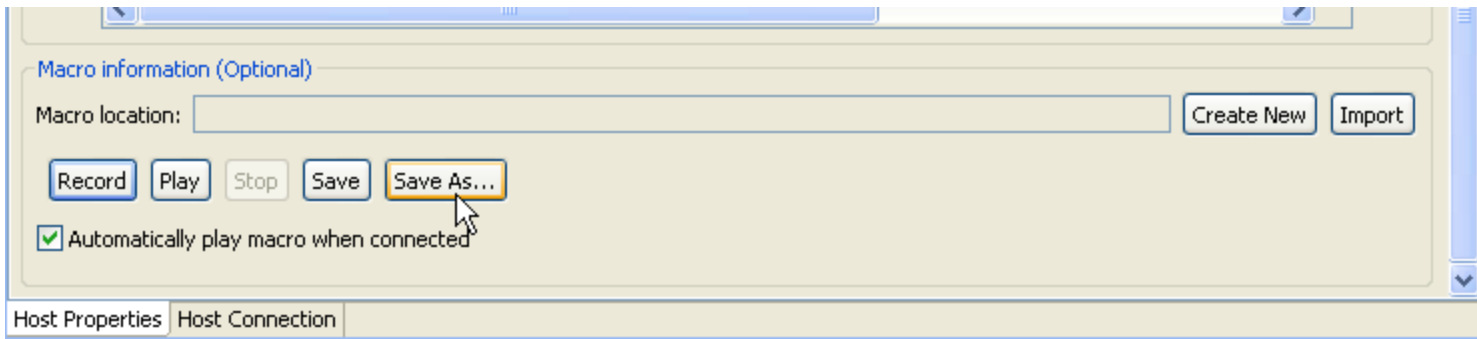 Macro information (Optional)
Macro location: Create New Import
Record Play Stop Save Save As...
Automatically play macro when connected
Host Properties Host Connection